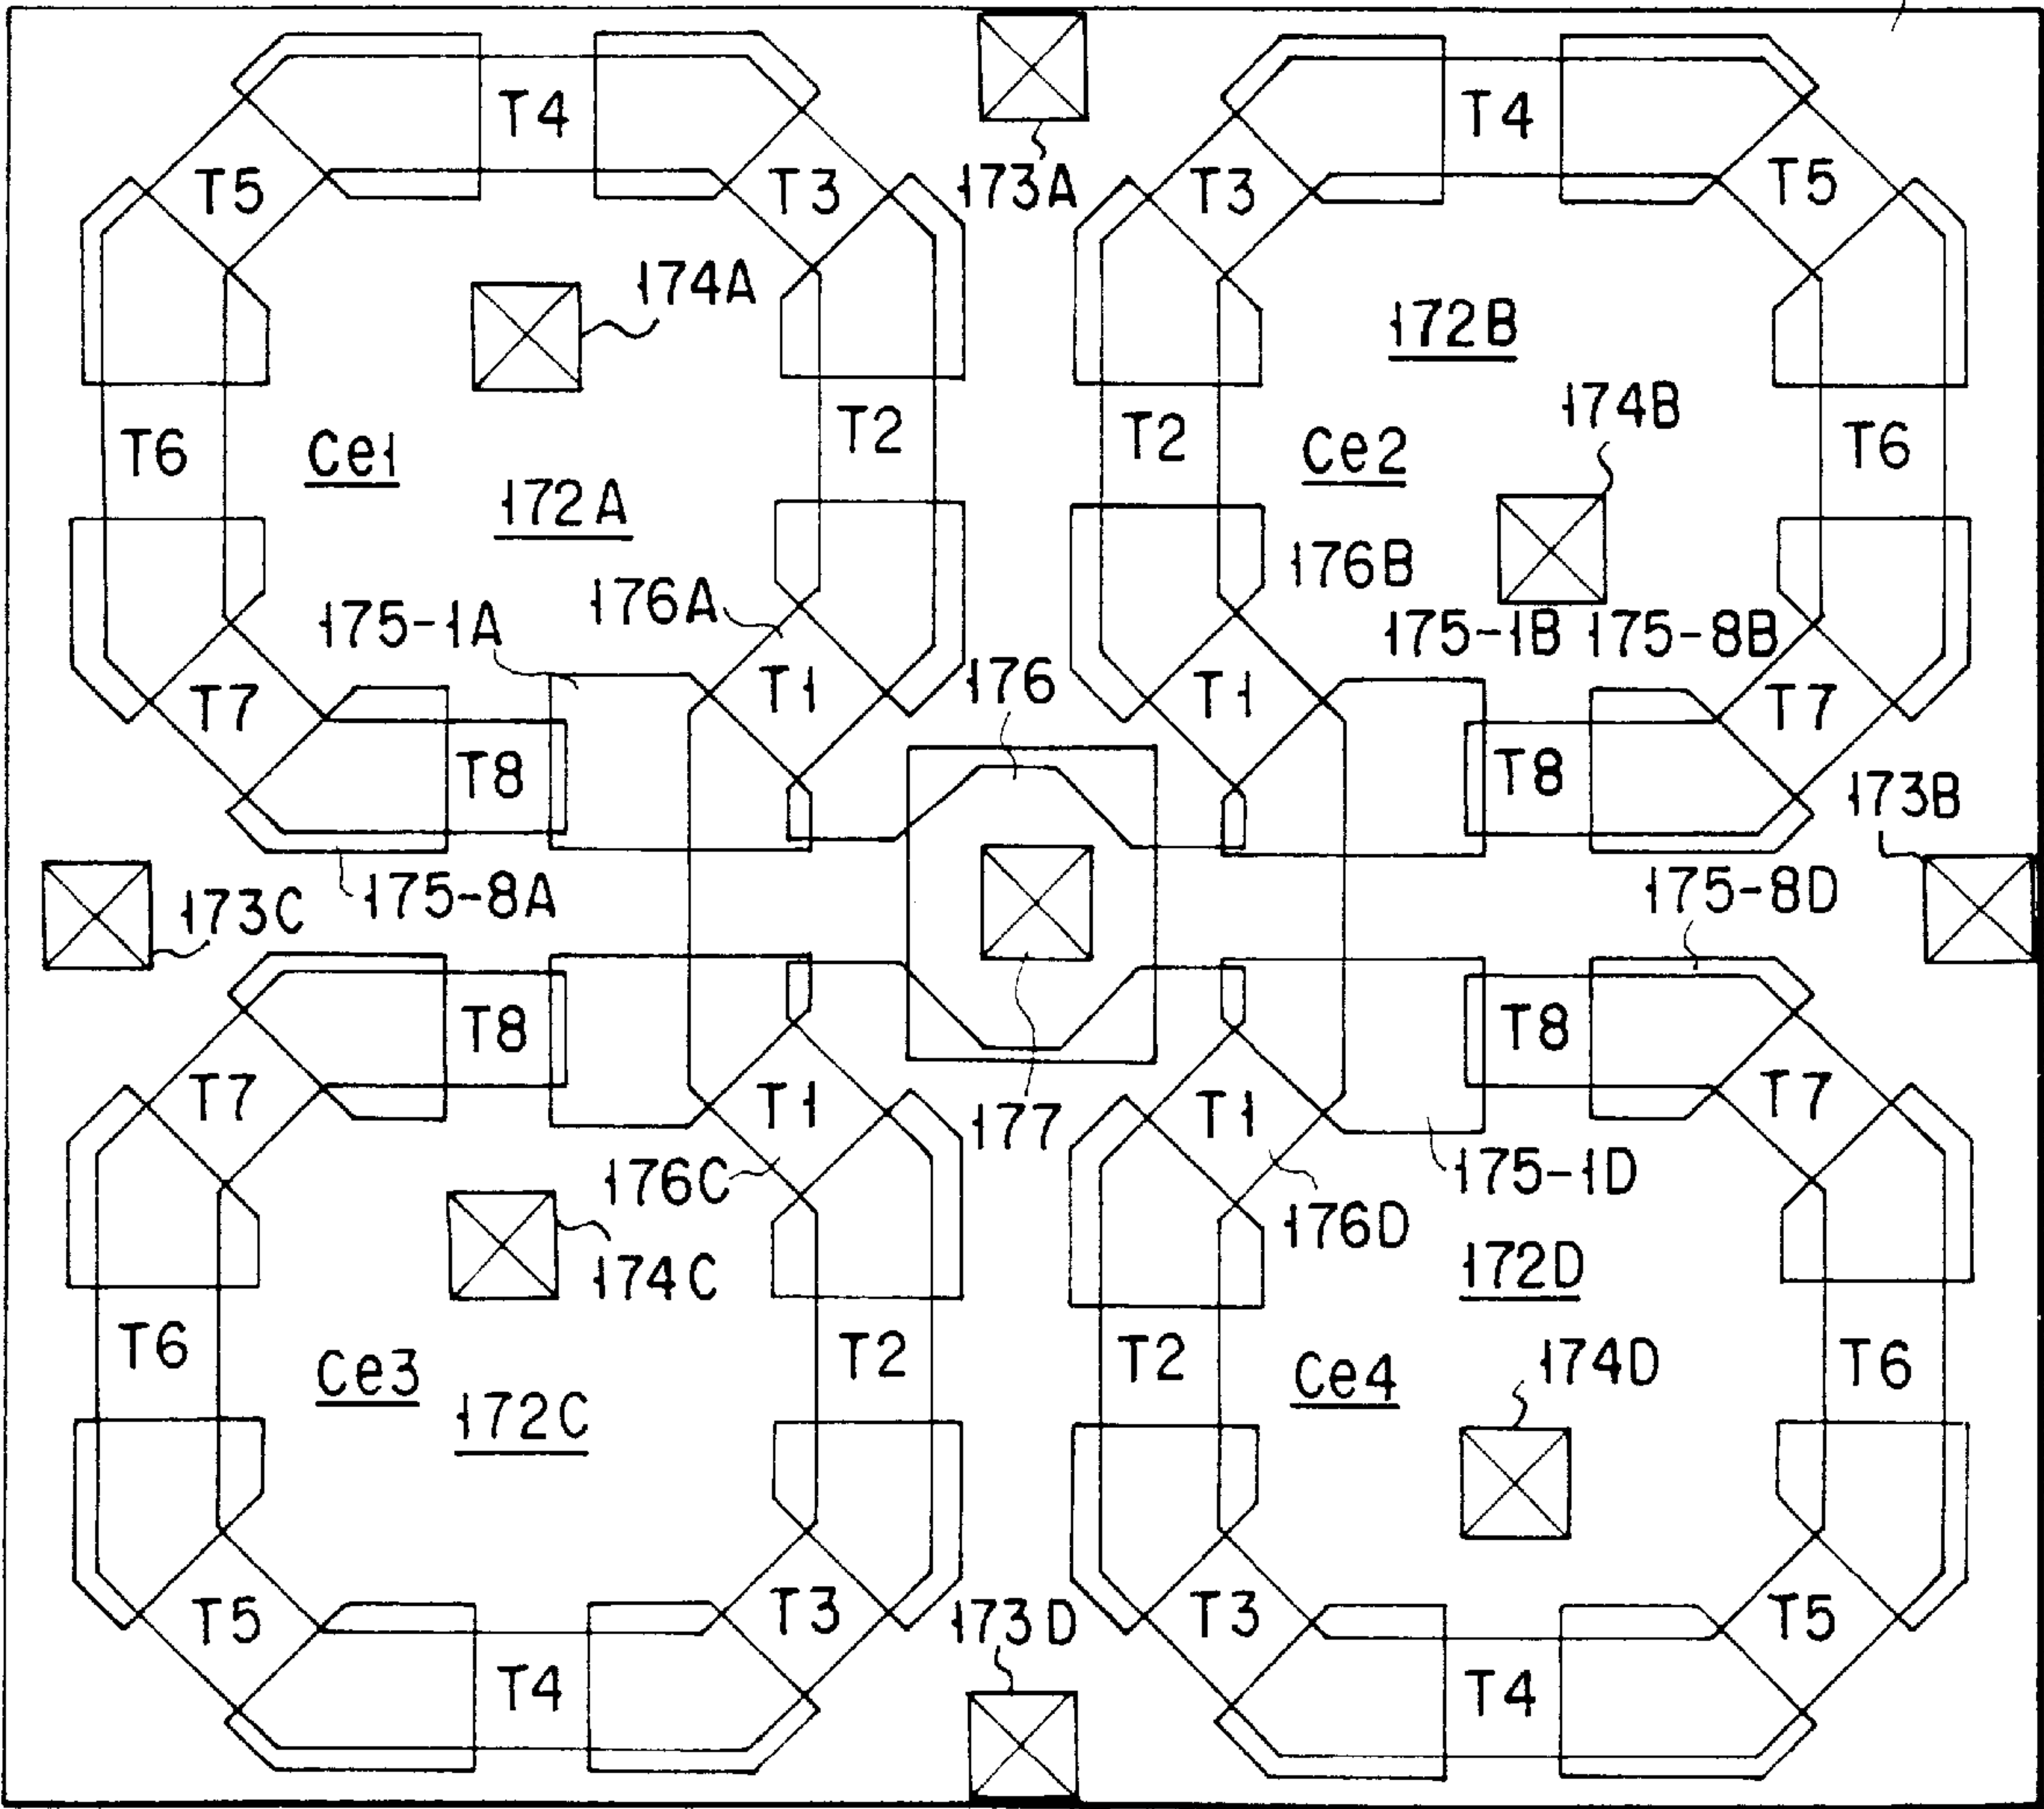 T4
T4
T5
T3
173A
T3
T5
174A
172B
174B
T2
T2
T6
Ce1
Ce2
T6
172A
176A
176B
175-1A
175-1B 175-8B
T7
T1
176
T1
T7
T8
T8
173B
175-8A
173C
175-8D
T8
T8
T7
T1
177
T1
T7
176C
175-1D
174C
176D
172D
T6
Ce3
T2
T2
Ce4
174D
T6
172C
T5
T3
173D
T3
T5
T4
T4